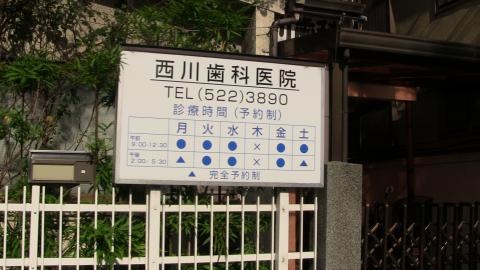 西川歯科医院
TEL(522)3890
診療時間(予約制)
月 火 水 木 金 土
午前 9:00-12:30 ● ● ● × ● ●
午後 2:00-5:30 ▲ ● ● × ● ▲
▲ 完全予約制